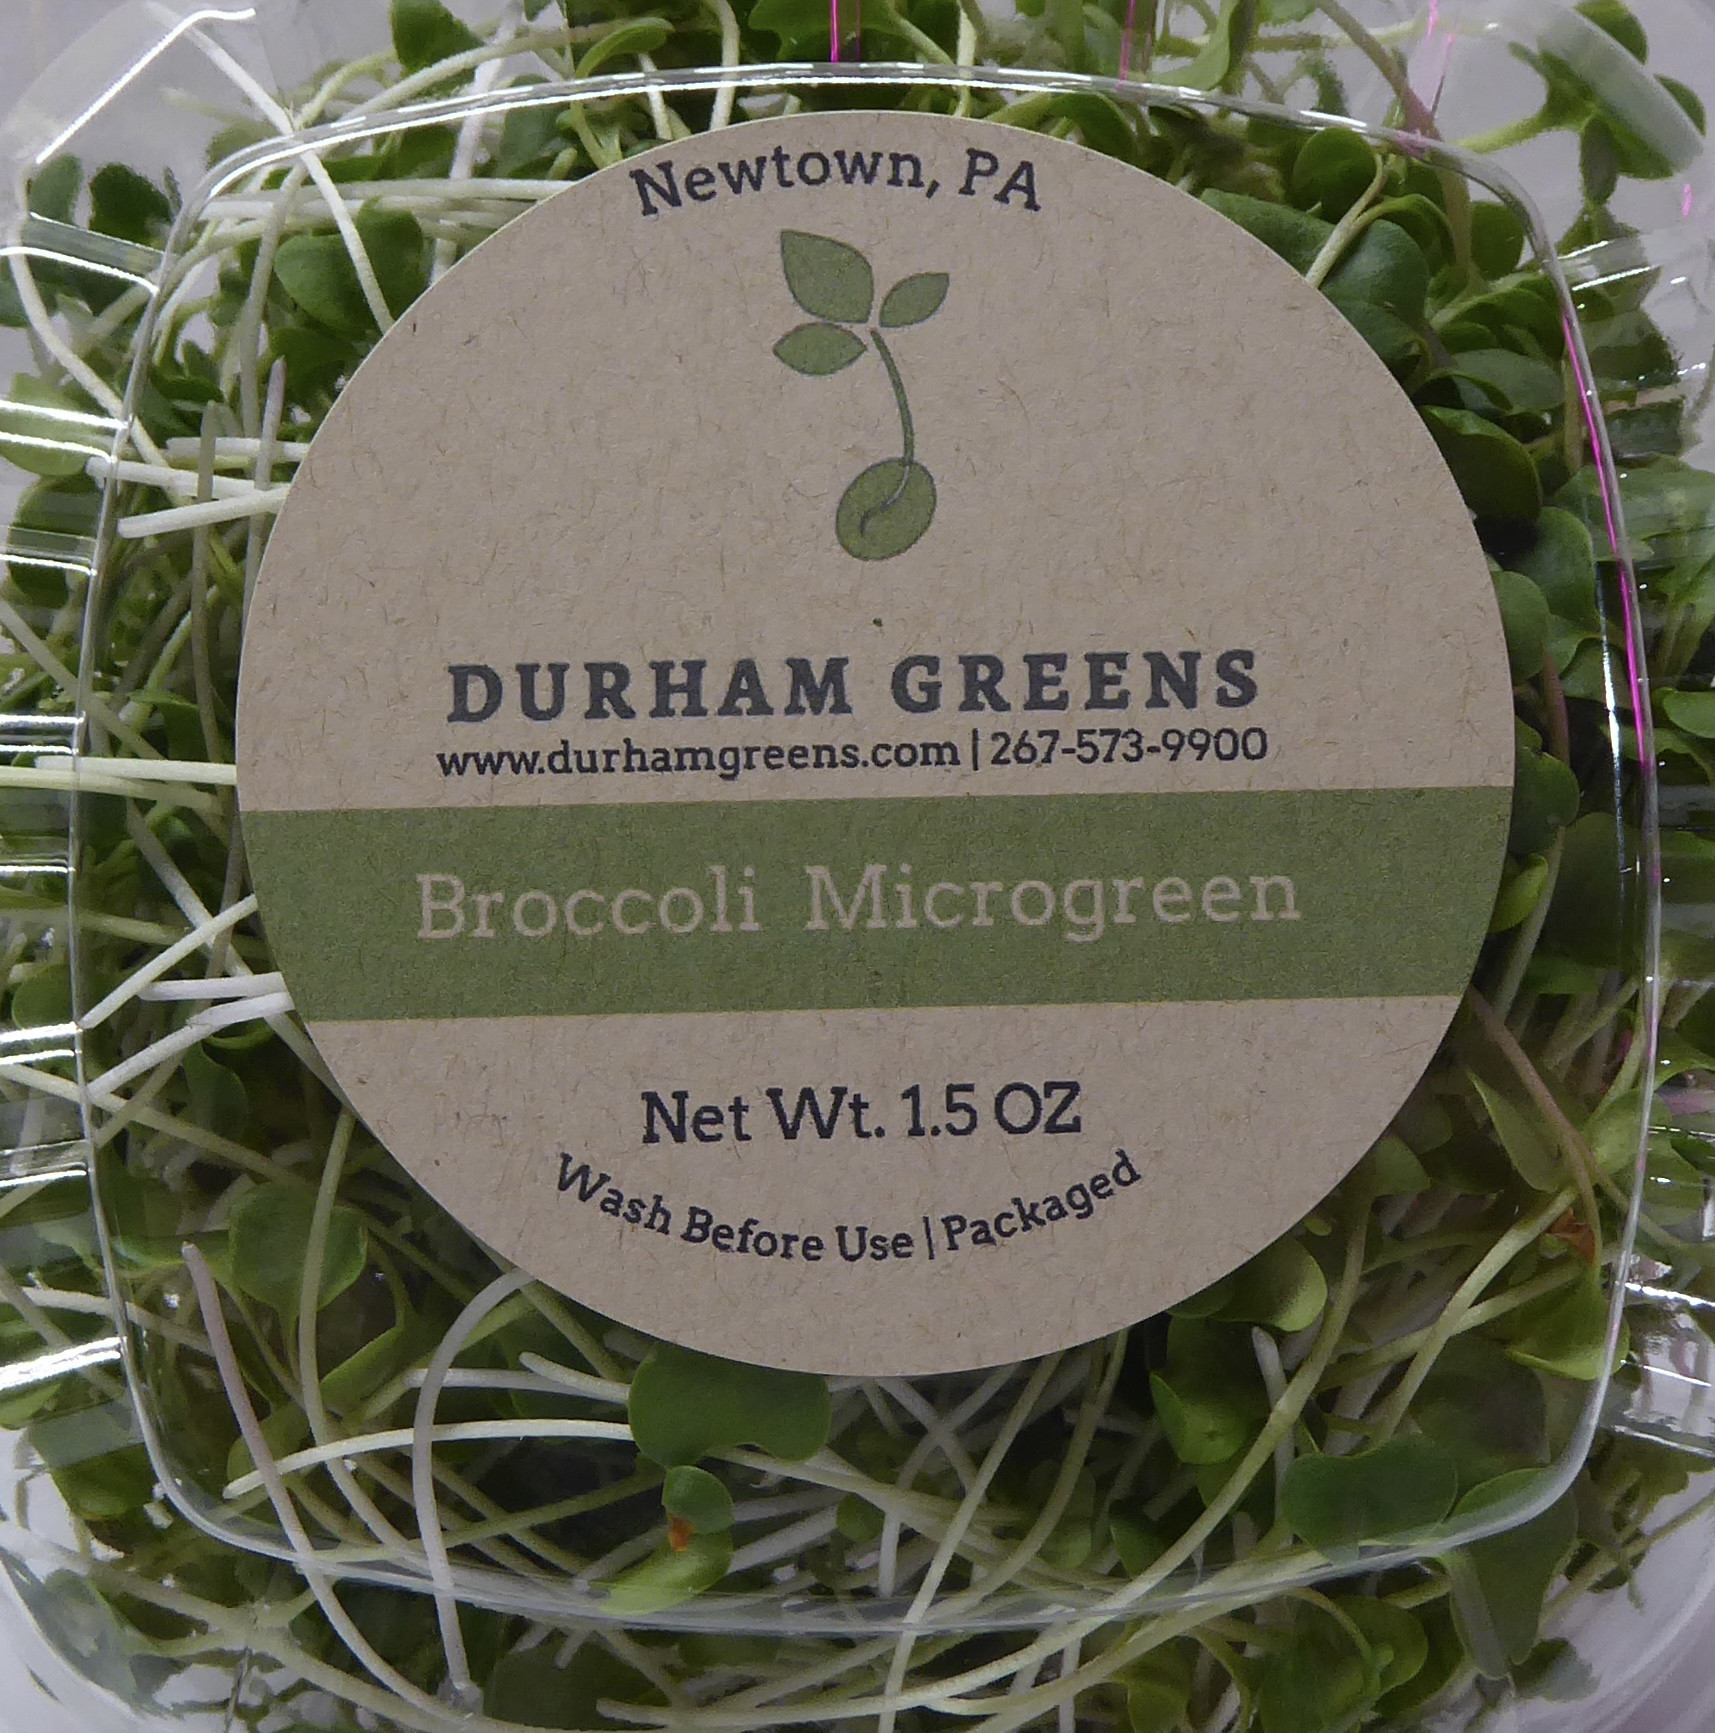 Newtown, PA
DURHAM GREENS
www.durhamgreens.com | 267-573-9900
Broccoli Microgreen
Net Wt. 1.5 OZ
Wash Before Use | Packaged